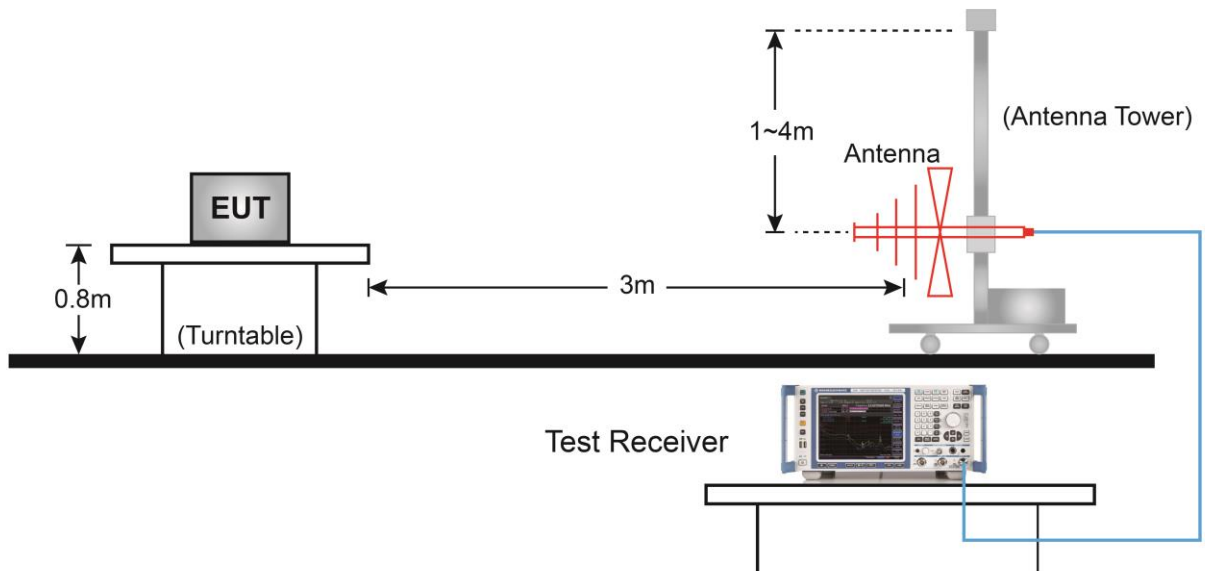 1~4m
(Antenna Tower)
Antenna
EUT
0.8m
3m
(Turntable)
Test Receiver